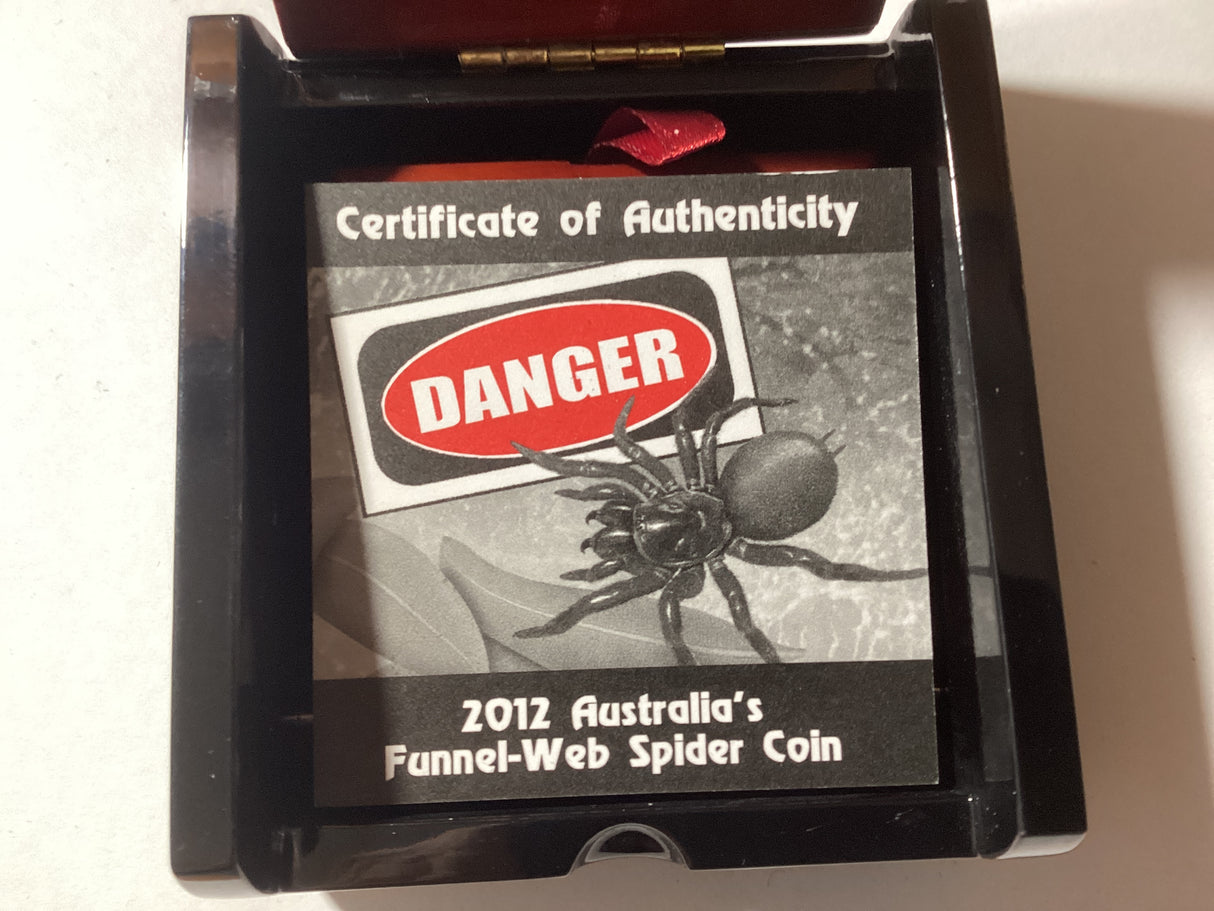 Certificate of Authenticity
DANGER
2012 Australia's
Funnel-Web Spider Coin